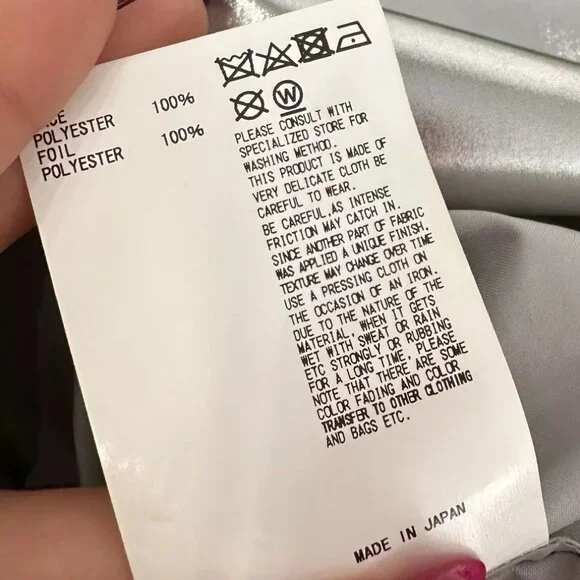 100%
POLYESTER
FOIL 100%
POLYESTER
W
PLEASE CONSULT WITH
SPECIALIZED STORE FOR
WASHING METHOD.
THIS PRODUCT IS MADE OF
VERY DELICATE CLOTH BE
CAREFUL TO WEAR.
BE CAREFUL,AS INTENSE
FRICTION MAY CATCH IN.
SINCE ANOTHER PART OF FABRIC
WAS APPLIED A UNIQUE FINISH.
TEXTURE MAY CHANGE OVER TIME
USE A PRESSING CLOTH ON
THE OCCASION OF AN IRON.
DUE TO THE NATURE OF THE
MATERIAL, WHEN IT GETS
WET WITH SWEAT OR RAIN
ETC STRONGLY OR RUBBING
FOR A LONG TIME, PLEASE
NOTE THAT THERE ARE SOME
COLOR FADING AND COLOR
TRANSFER TO OTHER CLOTHING
AND BAGS ETC.
MADE IN JAPAN